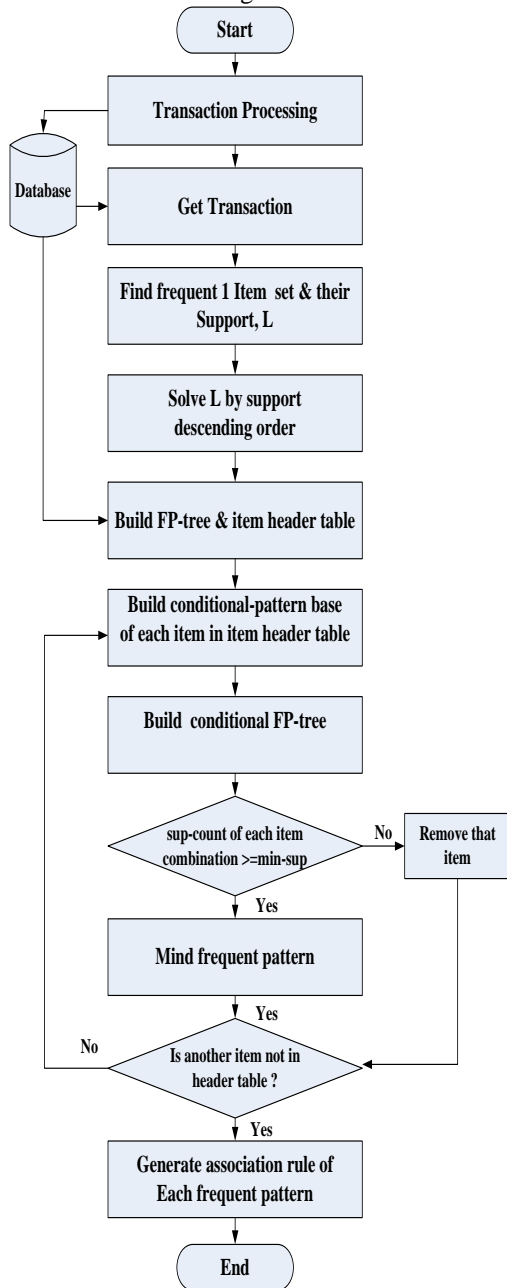 Start
Transaction Processing
Database
Get Transaction
Find frequent 1 Item set & their
Support, L
Solve L by support
descending order
Build FP-tree & item header table
Build conditional-pattern base
of each item in item header table
Build conditional FP-tree
sup-count of each item
combination >=min-sup
No
Remove that
item
Yes
Mind frequent pattern
Yes
No
Is another item not in
header table ?
Yes
Generate association rule of
Each frequent pattern
End